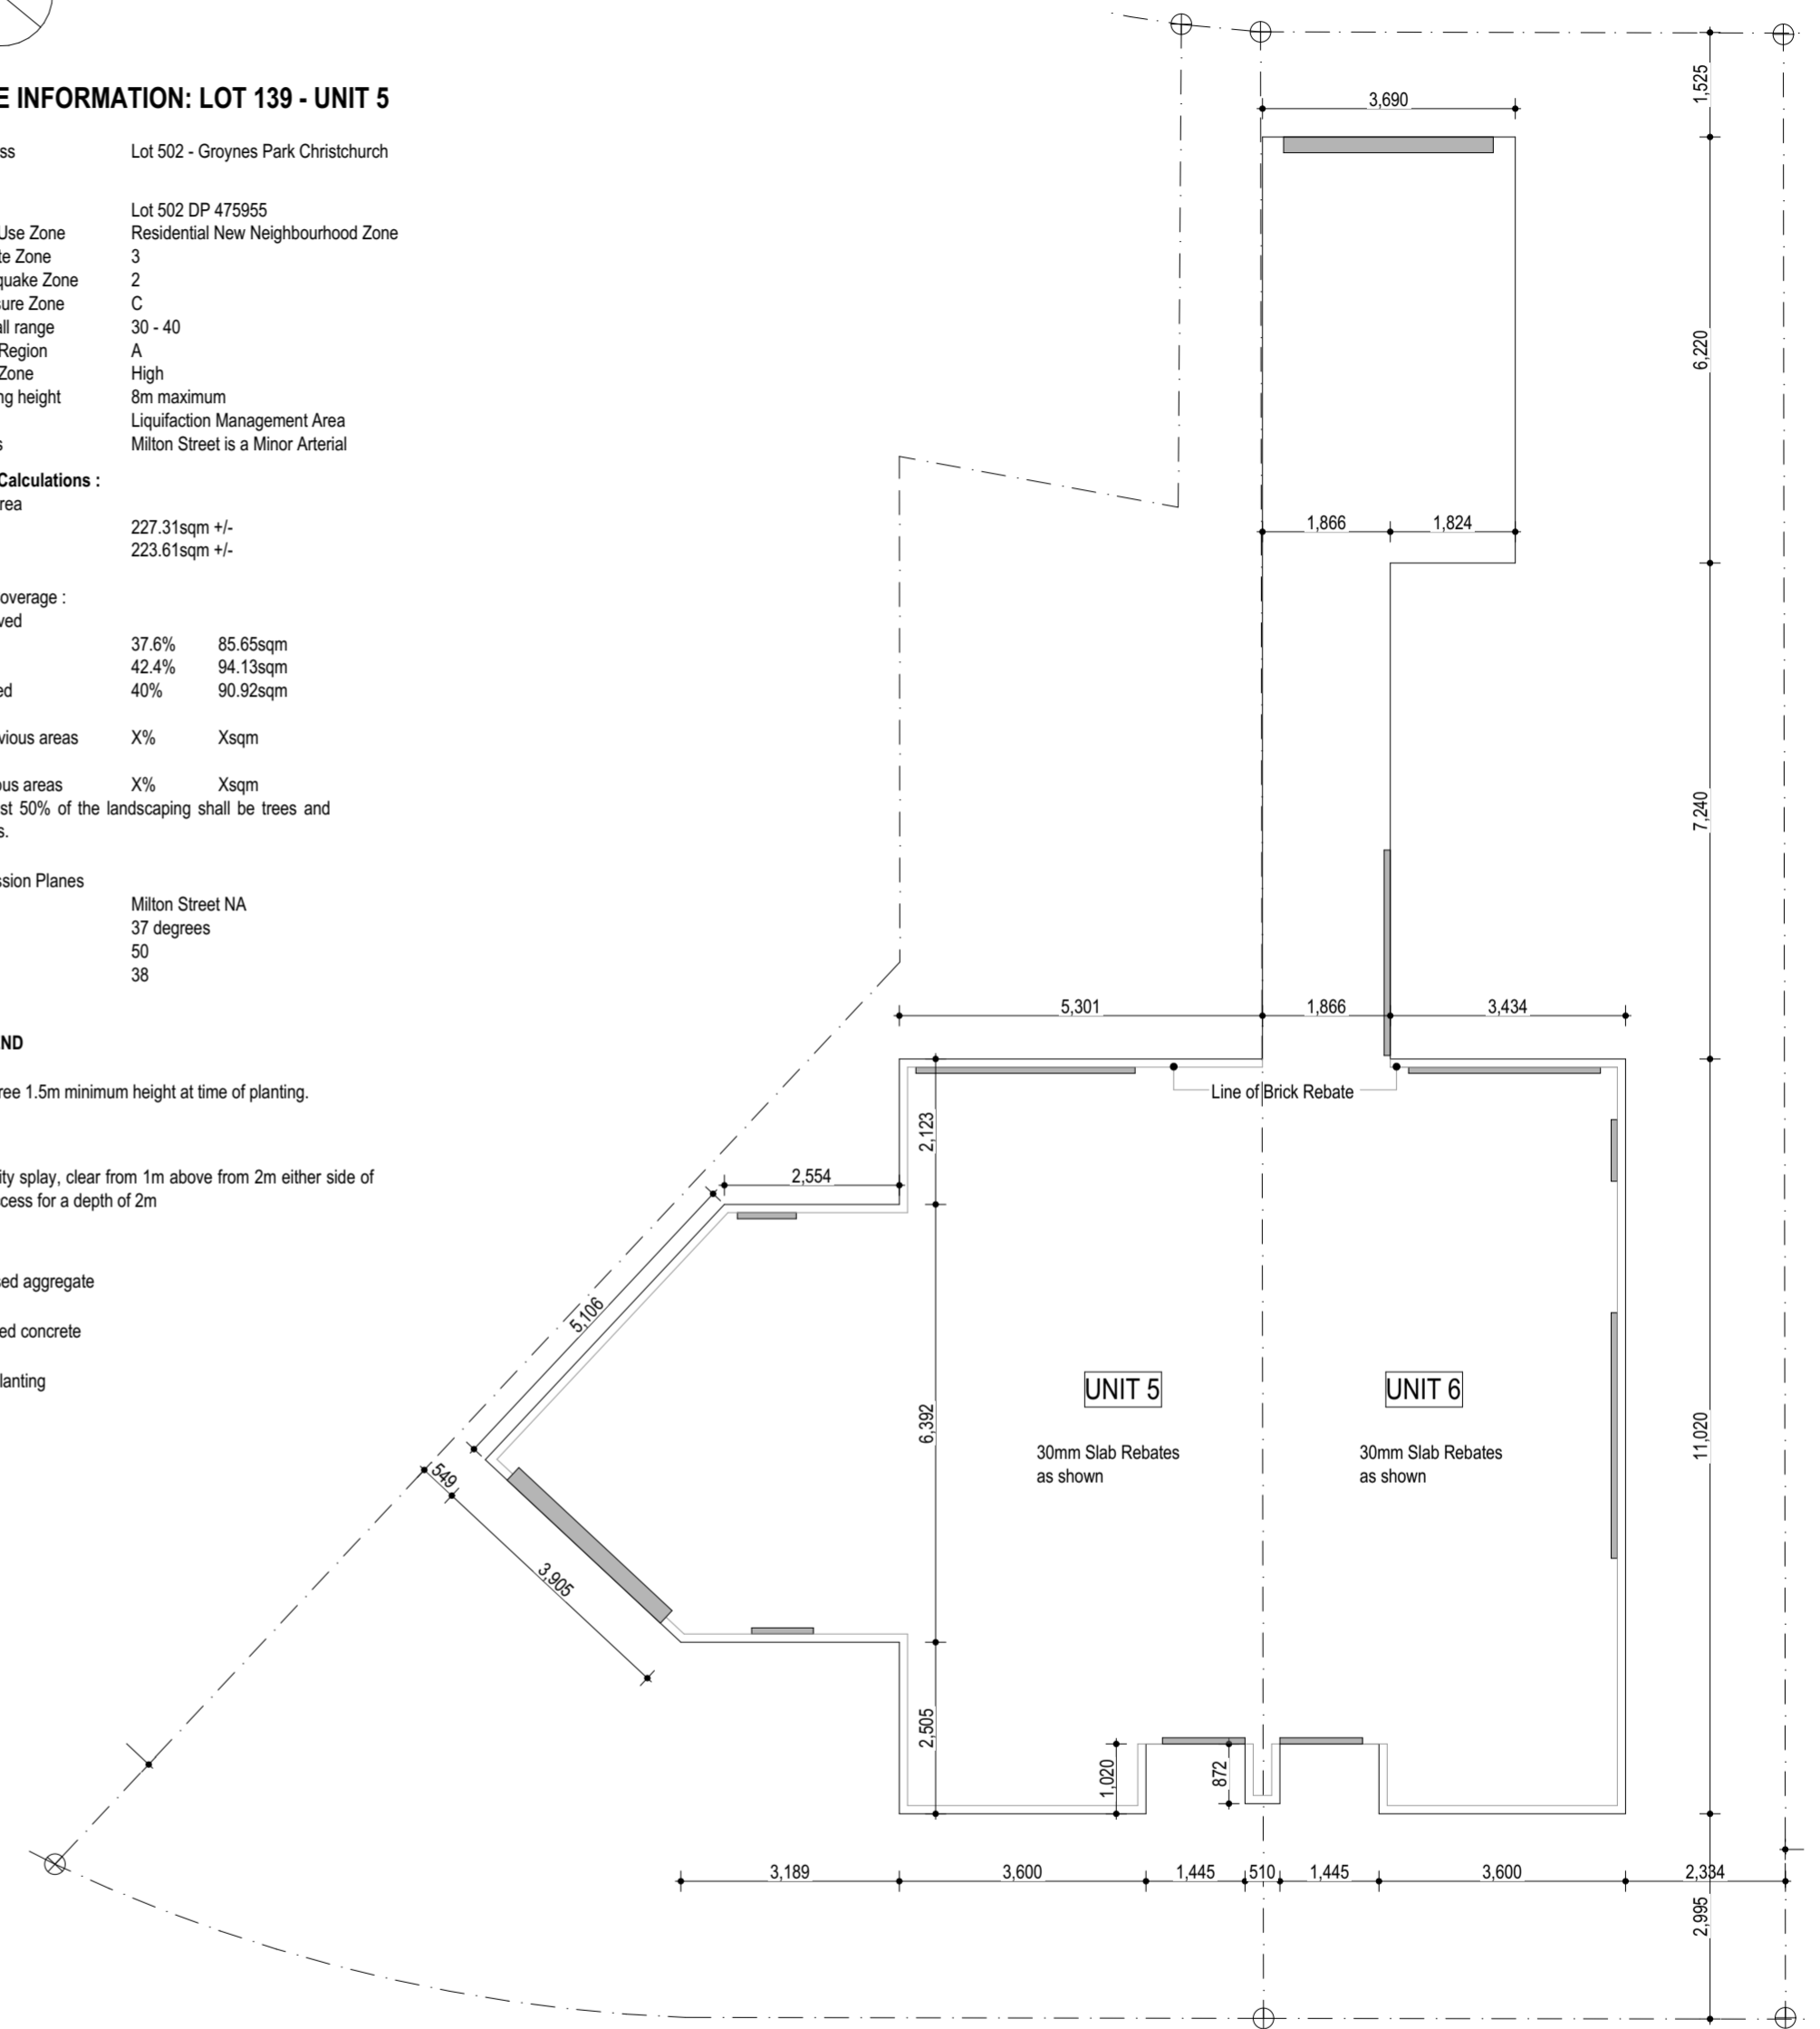 E INFORMATION: LOT 139 - UNIT 5
ss Lot 502 - Groynes Park Christchurch
Lot 502 DP 475955
Use Zone Residential New Neighbourhood Zone
te Zone 3
quake Zone 2
sure Zone C
all range 30 - 40
Region A
Zone High
ng height 8m maximum
Liquifaction Management Area
s Milton Street is a Minor Arterial
Calculations :
rea
227.31sqm +/-
223.61sqm +/-
overage :
ved
37.6% 85.65sqm
42.4% 94.13sqm
ed 40% 90.92sqm
vious areas X% Xsqm
ous areas X% Xsqm
st 50% of the landscaping shall be trees and
s.
ssion Planes
Milton Street NA
37 degrees
50
38
ND
ree 1.5m minimum height at time of planting.
ity splay, clear from 1m above from 2m either side of
cess for a depth of 2m
sed aggregate
ed concrete
lanting
3,690
1,525
6,220
1,866 1,824
7,240
5,301 1,866 3,434
Line of Brick Rebate
2,123
2,554
5,106
6,392
UNIT 5
30mm Slab Rebates
as shown
UNIT 6
30mm Slab Rebates
as shown
11,020
549
3,905
2,505
1,020
872
3,189 3,600 1,445 510 1,445 3,600 2,334
2,995